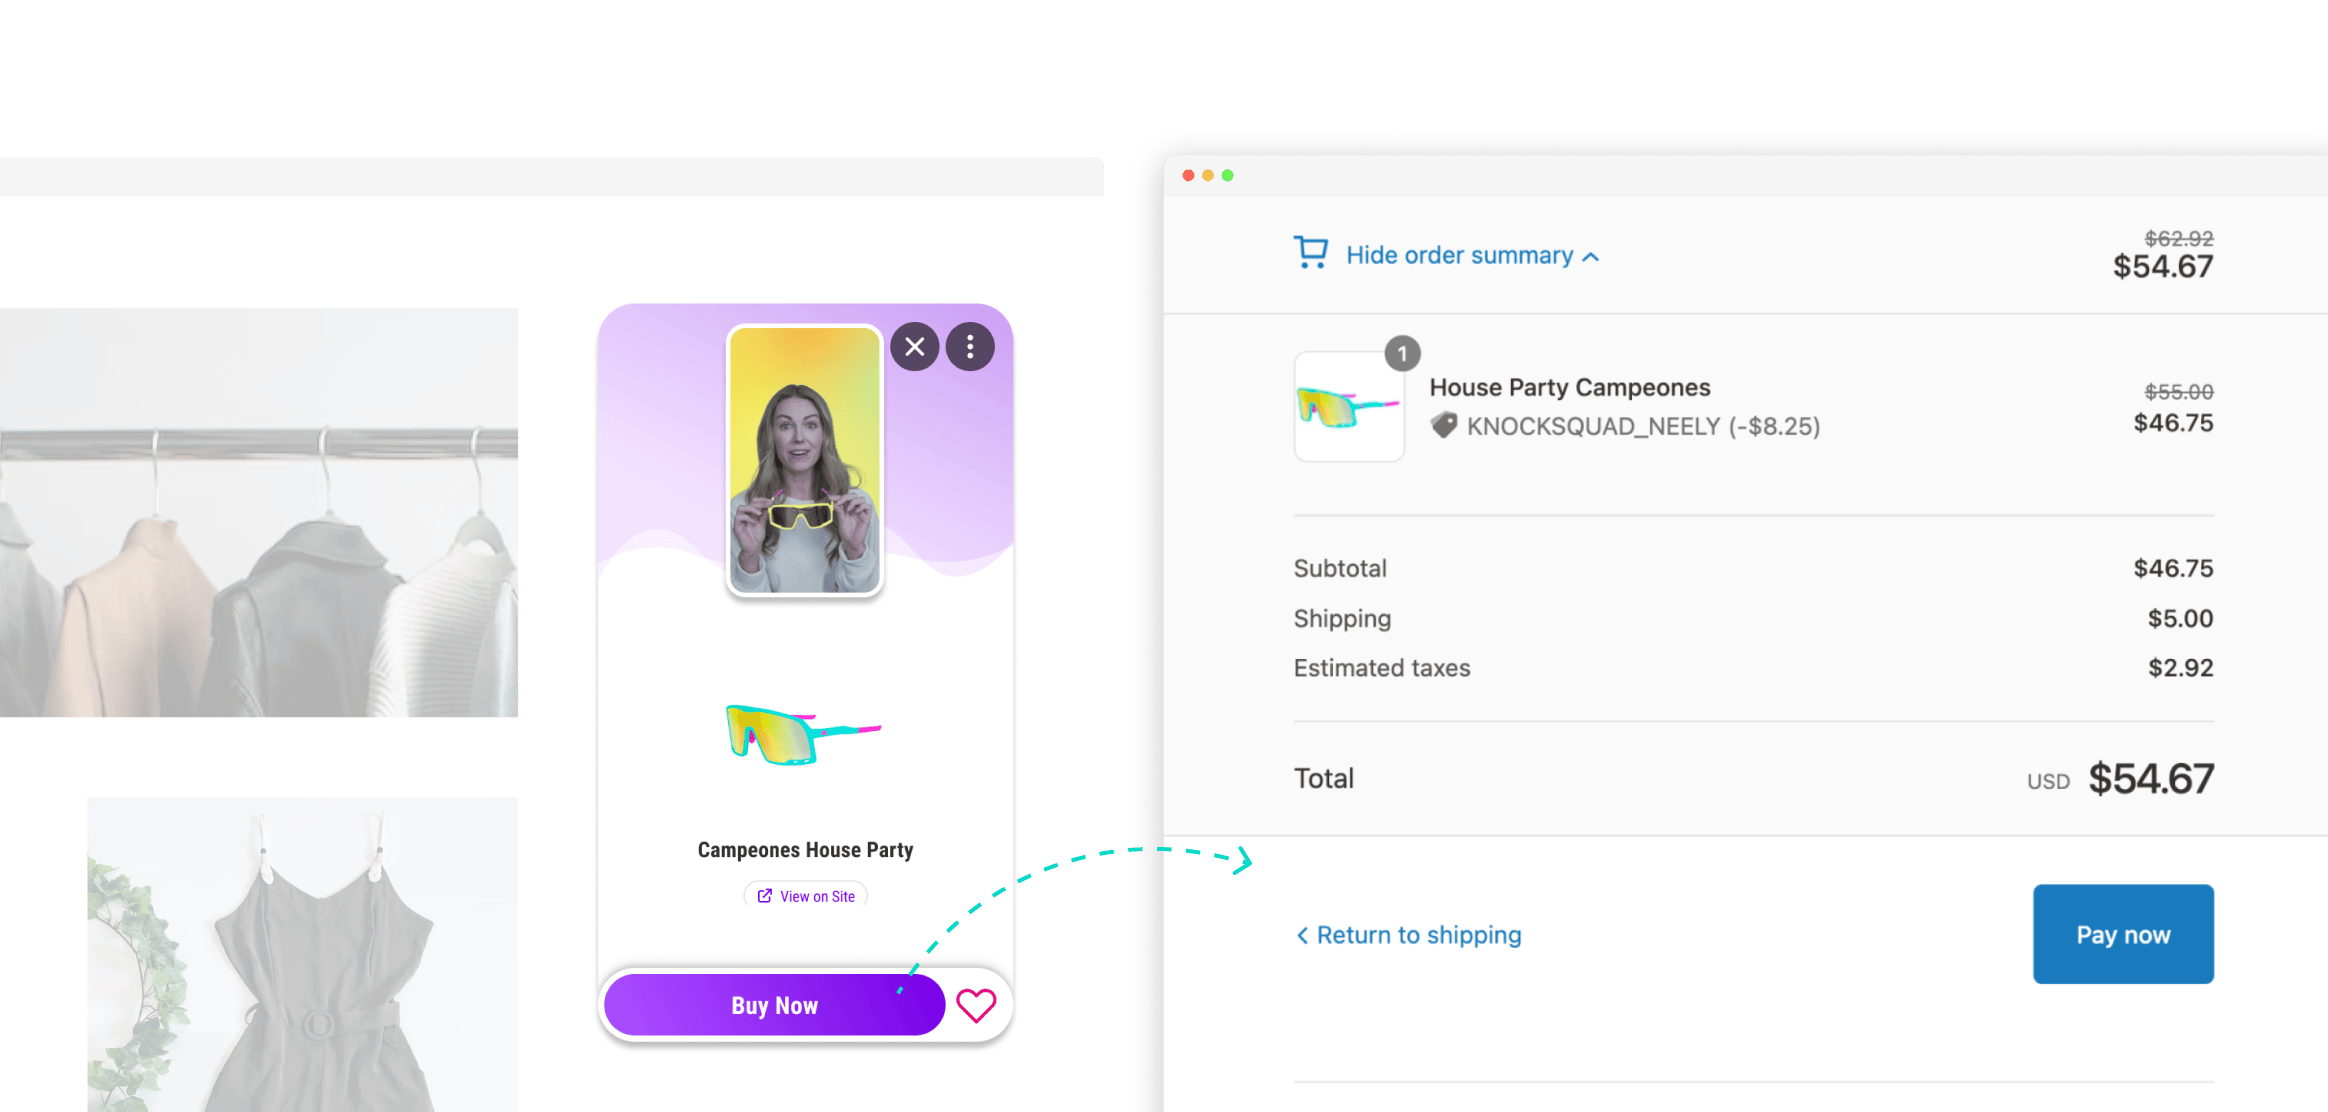 Campeones House Party
View on Site
Buy Now
Hide order summary
$62.92
$54.67
1
House Party Campeones
$55.00
KNOCKSQUAD_NEELY (-$8.25)
$46.75
Subtotal $46.75
Shipping $5.00
Estimated taxes $2.92
Total USD $54.67
Return to shipping
Pay now